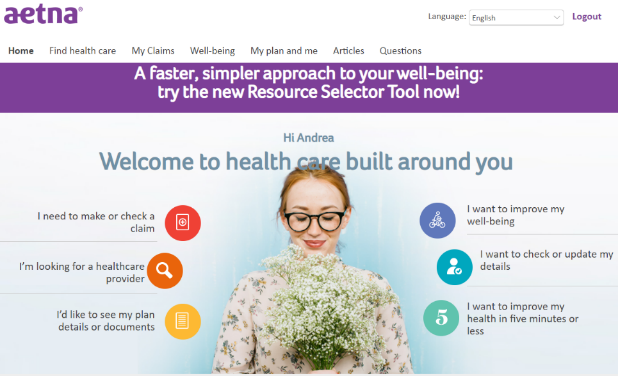 aetna®
Language: English
Logout
Home Find health care My Claims Well-being My plan and me Articles Questions
A faster, simpler approach to your well-being:
try the new Resource Selector Tool now!
Hi Andrea
Welcome to health care built around you
I need to make or check a
claim
I'm looking for a healthcare
provider
I'd like to see my plan
details or documents
I want to improve my
well-being
I want to check or update my
details
5
I want to improve my
health in five minutes or
less